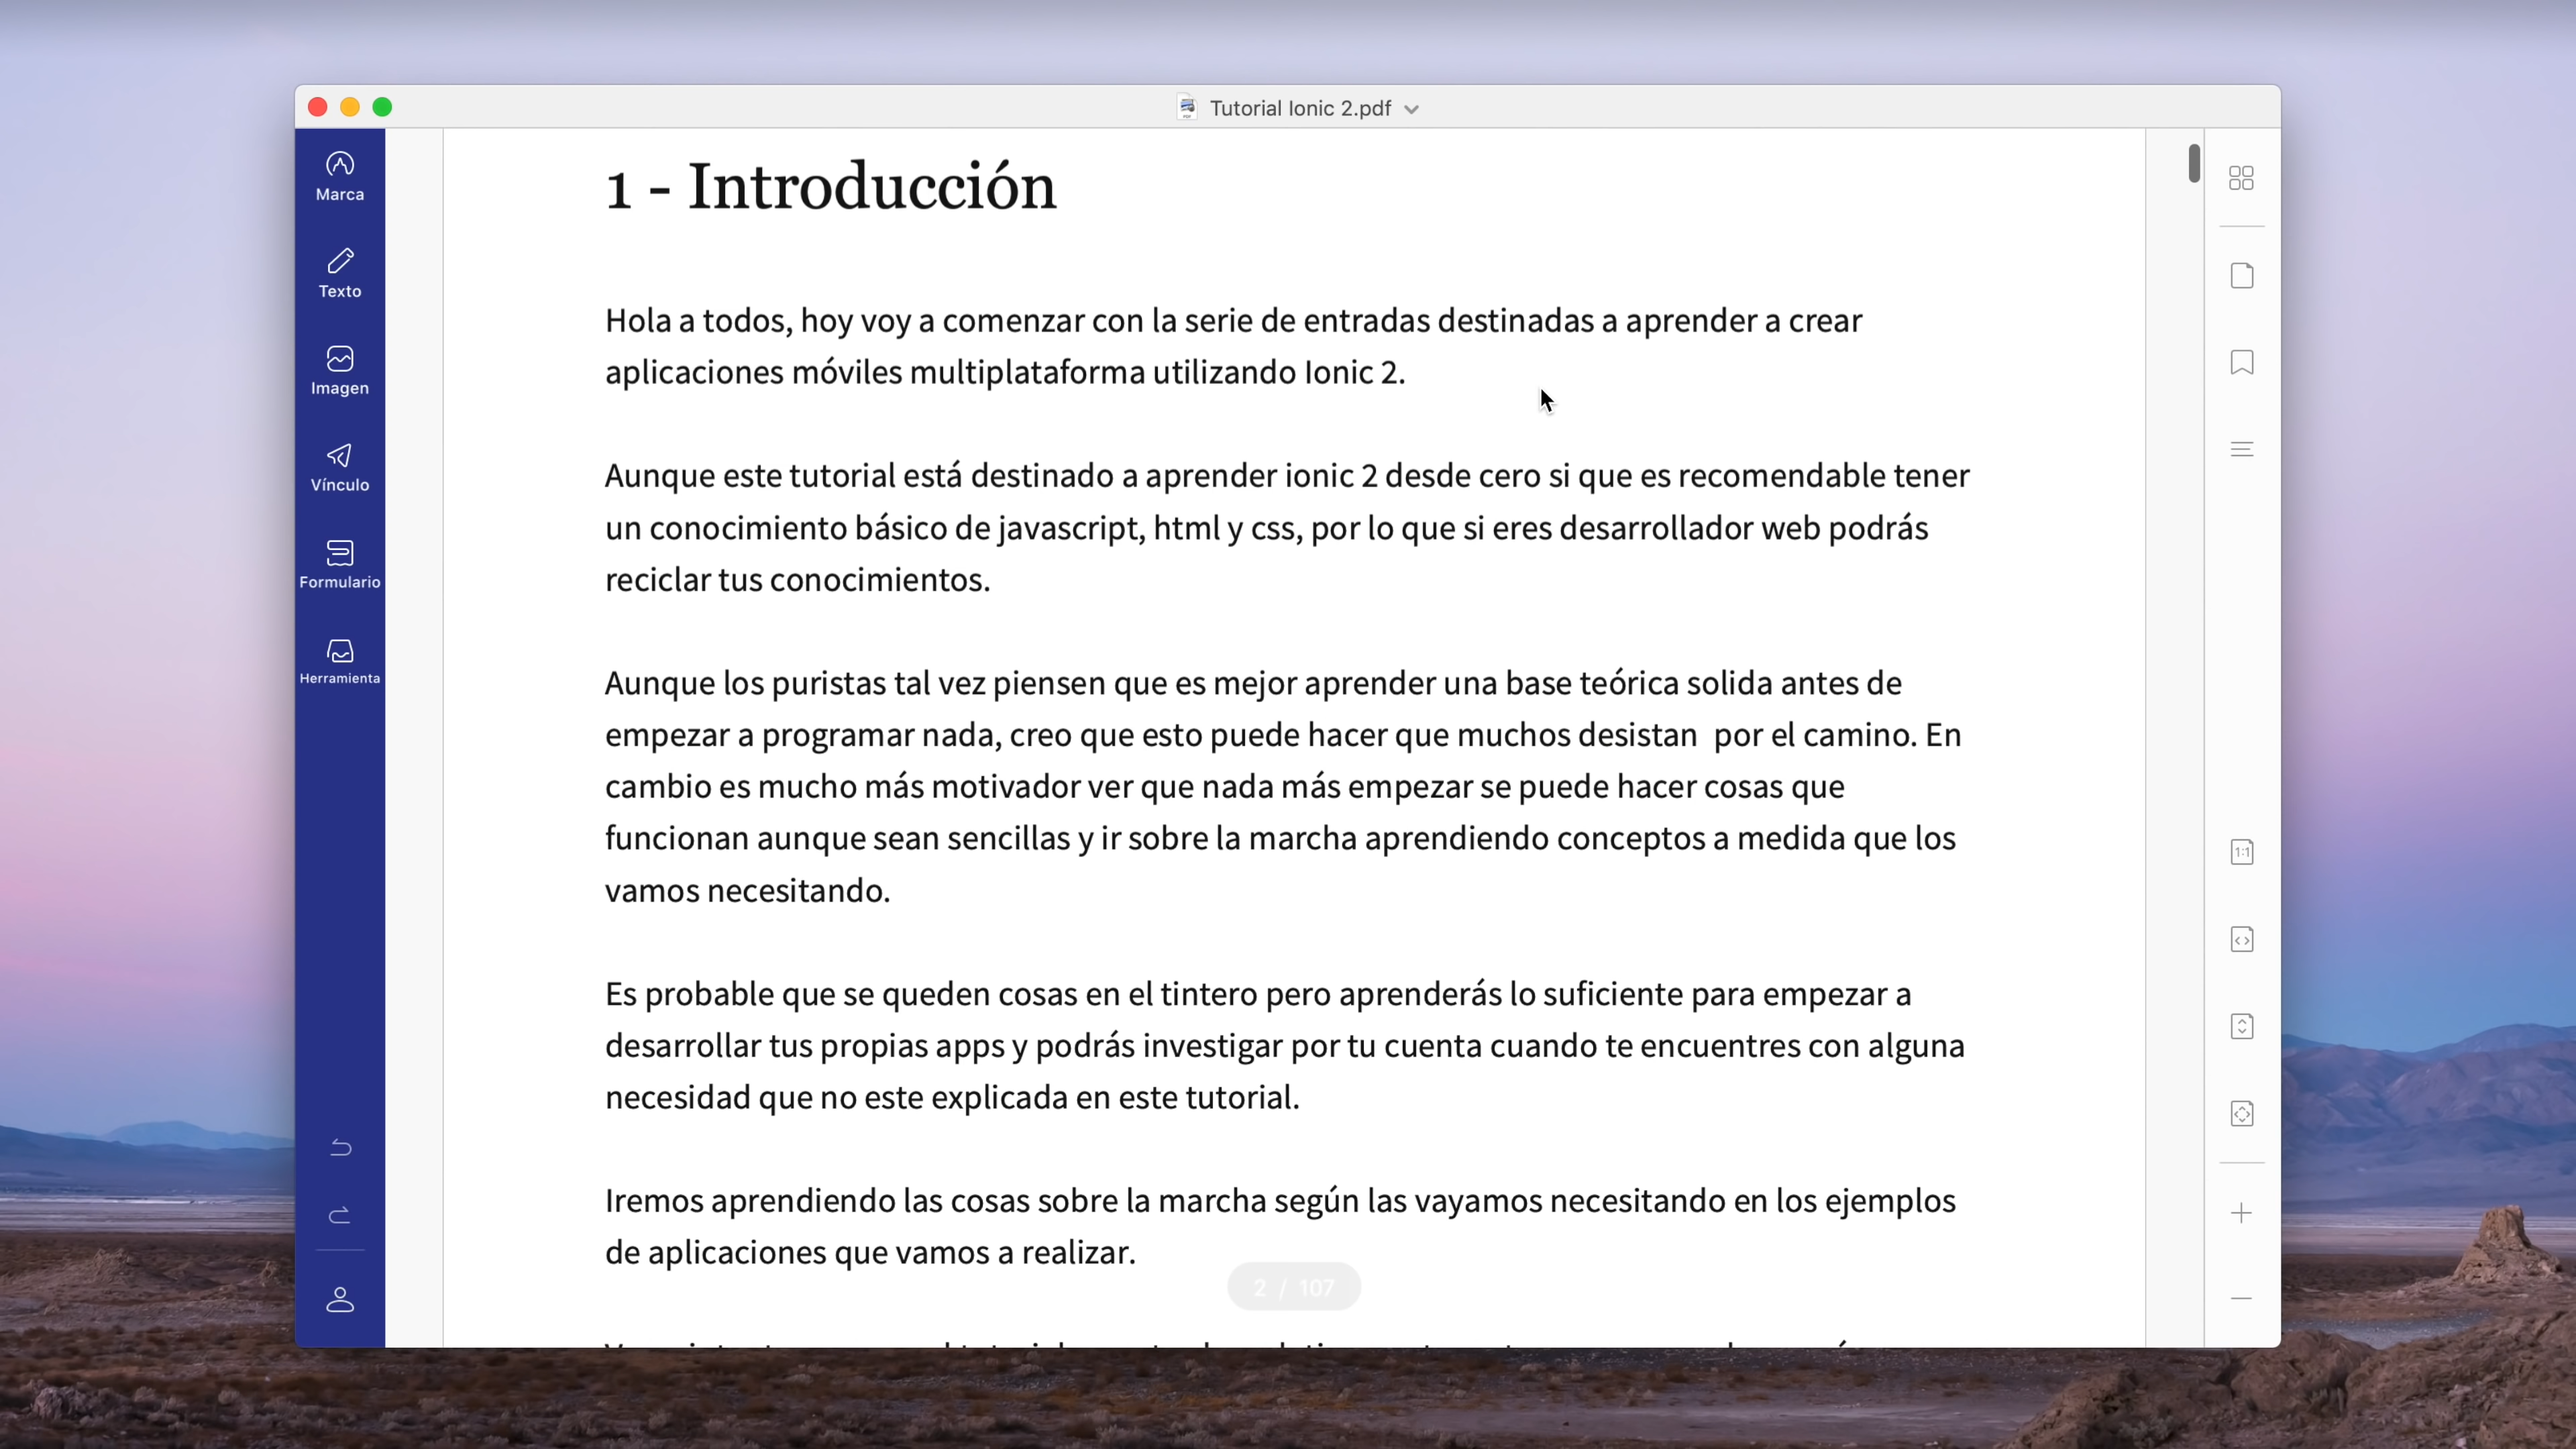 Tutorial Ionic 2.pdf
Marca
Texto
Imagen
Vínculo
Formulario
Herramienta
1 - Introducción
Hola a todos, hoy voy a comenzar con la serie de entradas destinadas a aprender a crear
aplicaciones móviles multiplataforma utilizando Ionic 2.
Aunque este tutorial está destinado a aprender ionic 2 desde cero si que es recomendable tener
un conocimiento básico de javascript, html y css, por lo que si eres desarrollador web podrás
reciclar tus conocimientos.
Aunque los puristas tal vez piensen que es mejor aprender una base teórica solida antes de
empezar a programar nada, creo que esto puede hacer que muchos desistan  por el camino. En
cambio es mucho más motivador ver que nada más empezar se puede hacer cosas que
funcionan aunque sean sencillas y ir sobre la marcha aprendiendo conceptos a medida que los
vamos necesitando.
Es probable que se queden cosas en el tintero pero aprenderás lo suficiente para empezar a
desarrollar tus propias apps y podrás investigar por tu cuenta cuando te encuentres con alguna
necesidad que no este explicada en este tutorial.
Iremos aprendiendo las cosas sobre la marcha según las vayamos necesitando en los ejemplos
de aplicaciones que vamos a realizar.
2 / 107
1:1